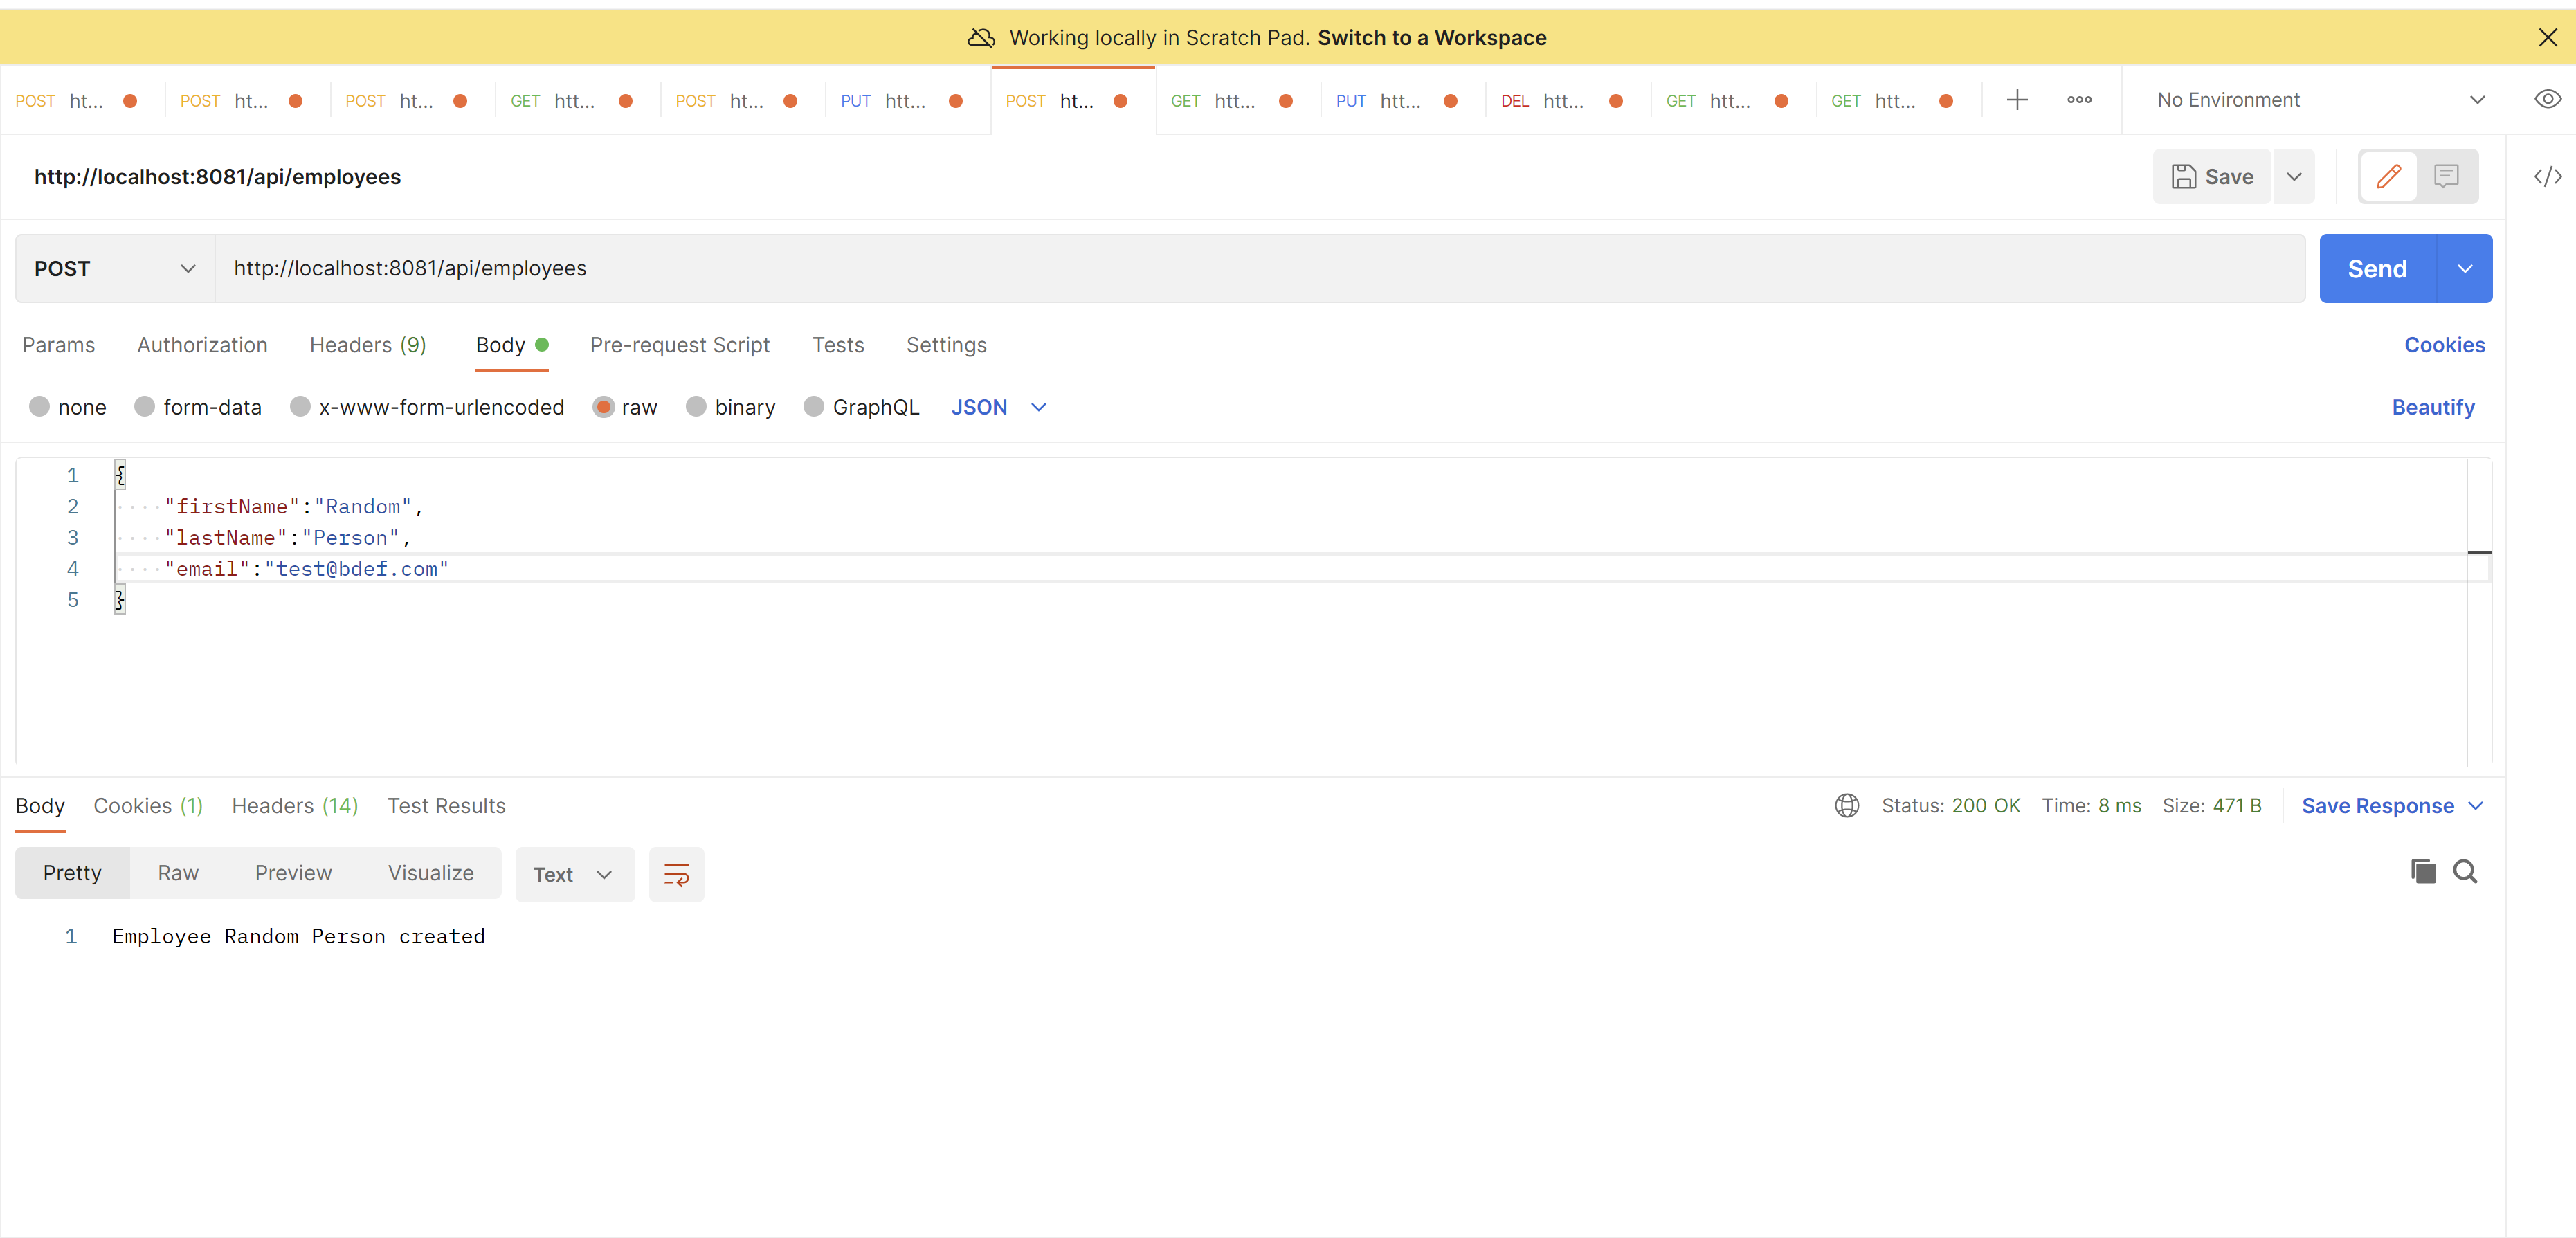 Working locally in Scratch Pad. Switch to a Workspace
POST ht... POST ht... POST ht... GET htt... POST ht... PUT htt... POST ht... GET htt... PUT htt... DEL htt... GET htt... GET htt... No Environment
http://localhost:8081/api/employees
Save
POST http://localhost:8081/api/employees Send
Params Authorization Headers (9) Body Pre-request Script Tests Settings Cookies
none form-data x-www-form-urlencoded raw binary GraphQL JSON Beautify
1 {
2 "firstName":"Random",
3 "lastName":"Person",
4 "email":"test@bdef.com"
5 }
Body Cookies (1) Headers (14) Test Results Status: 200 OK Time: 8 ms Size: 471 B Save Response
Pretty Raw Preview Visualize Text
1 Employee Random Person created